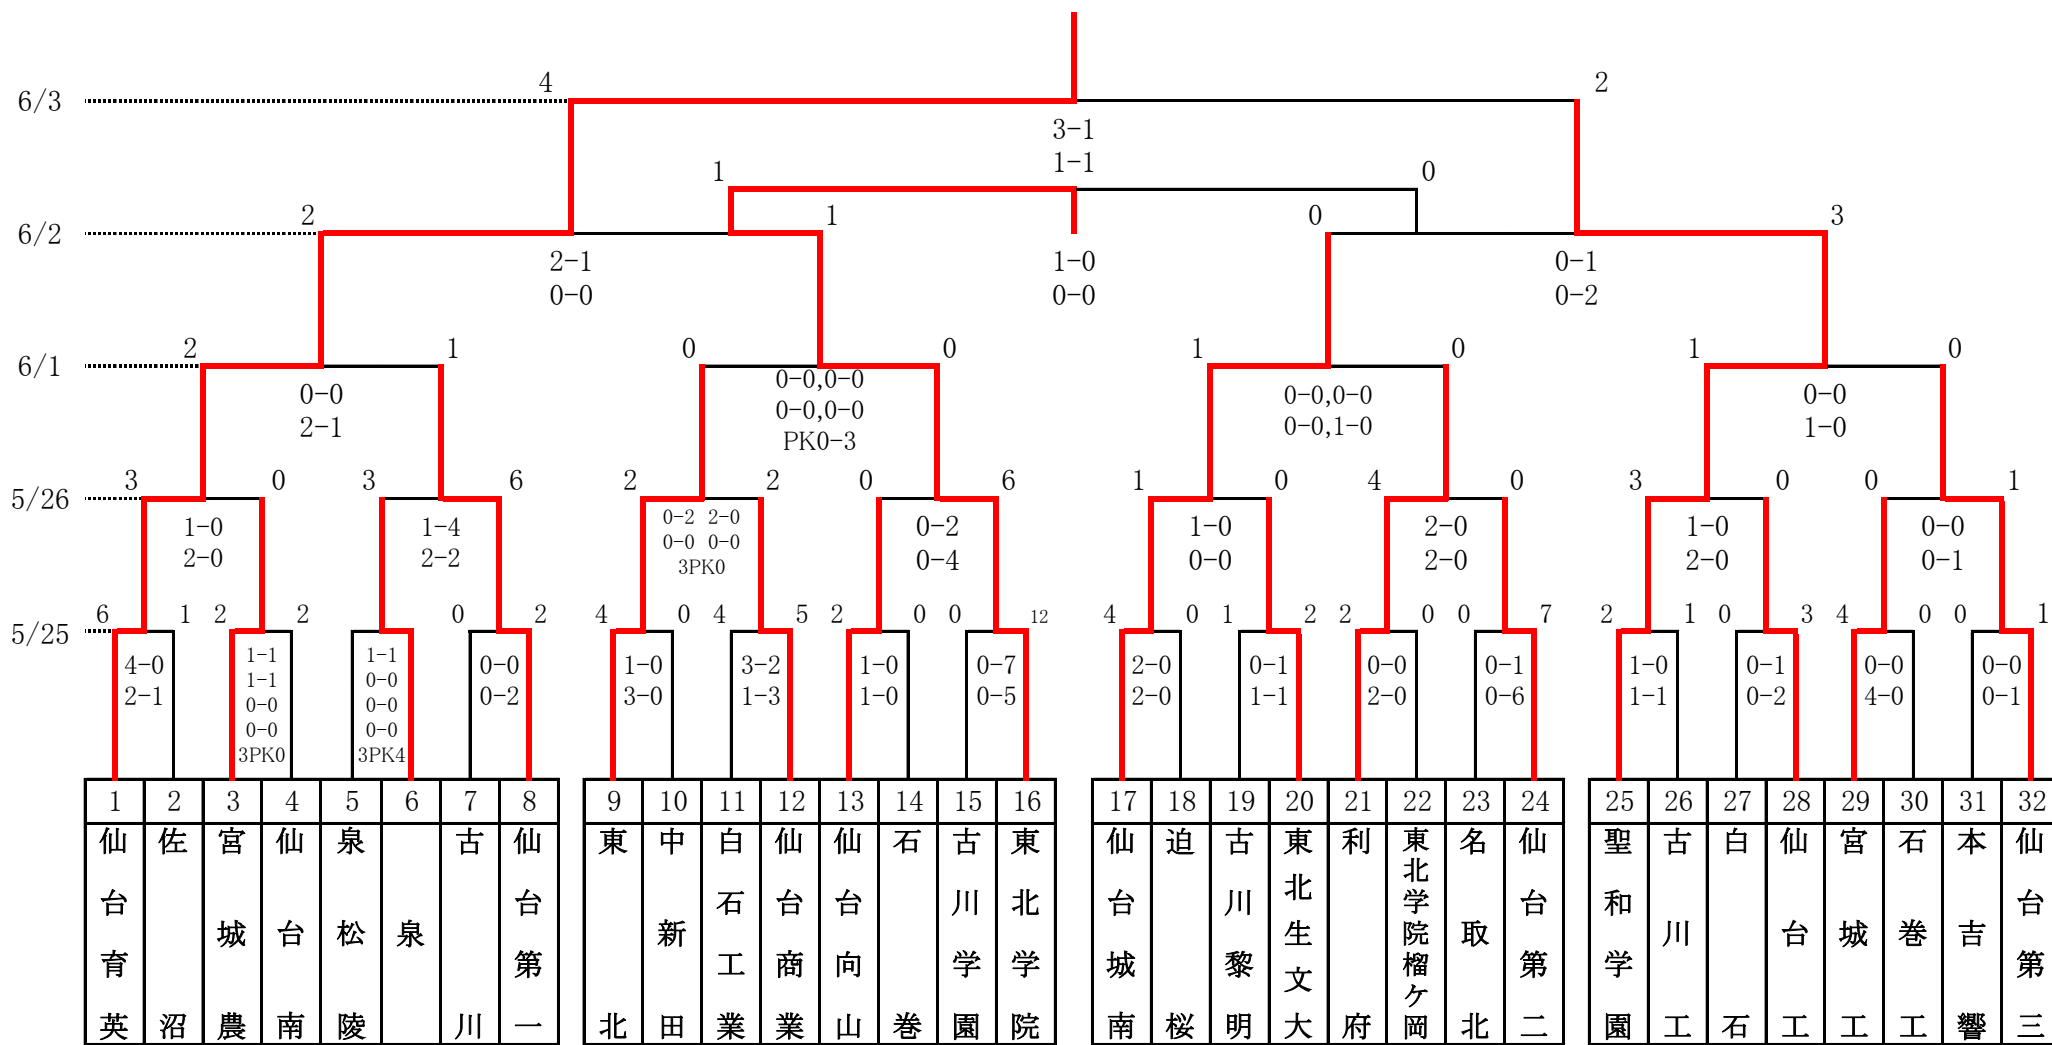 4 2
6/3
3-1
1-1
1 0
2 1 0 3
6/2
2-1 1-0 0-1
0-0 0-0 0-2
2 1 0 0 1 0 1 0
6/1
0-0 0-0,0-0 0-0,0-0 0-0
2-1 0-0,0-0 0-0,1-0 1-0
PK0-3
3 0 3 6 2 2 0 6 1 0 4 0 3 0 0 1
5/26
1-0 1-4 0-2 2-0 0-2 1-0 2-0 1-0 0-0
2-0 2-2 0-0 0-0 0-4 0-0 2-0 2-0 0-1
3PK0
6 1 2 2 0 2 4 0 4 5 2 0 0 12 4 0 1 2 2 0 0 7 2 1 0 3 4 0 0 1
5/25
4-0 1-1 1-1 0-0 1-0 3-2 1-0 0-7 2-0 0-1 0-0 0-1 1-0 0-1 0-0 0-0
2-1 1-1 0-0 0-2 3-0 1-3 1-0 0-5 2-0 1-1 2-0 0-6 1-1 0-2 4-0 0-1
0-0 0-0
0-0 0-0
3PK0 3PK4
1 2 3 4 5 6 7 8 9 10 11 12 13 14 15 16 17 18 19 20 21 22 23 24 25 26 27 28 29 30 31 32
仙台育英
佐沼
宮城農
仙台南
泉松陵
泉
古川
仙台第一
東北
中新田
白石工業
仙台商業
仙台向山
石巻
古川学園
東北学院
仙台城南
迫桜
古川黎明
東北生文大
利府
東北学院榴ケ岡
名取北
仙台第二
聖和学園
古川工
白石
仙台工
宮城工
石巻工
本吉響
仙台第三